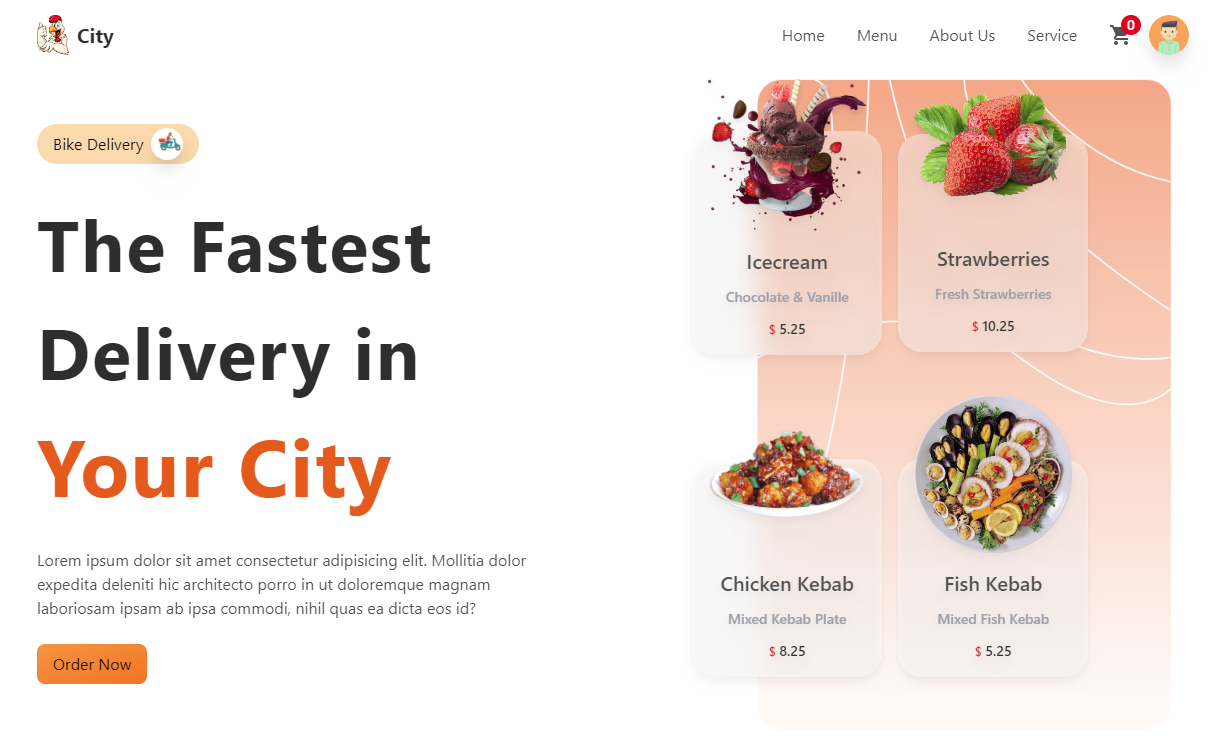 City
Home
Menu
About Us
Service
0
Bike Delivery
The Fastest
Delivery in
Your City
Lorem ipsum dolor sit amet consectetur adipisicing elit. Mollitia dolor
expedita deleniti hic architecto porro in ut doloremque magnam
laboriosam ipsam ab ipsa commodi, nihil quas ea dicta eos id?
Order Now
Icecream
Chocolate & Vanille
$ 5.25
Strawberries
Fresh Strawberries
$ 10.25
Chicken Kebab
Mixed Kebab Plate
$ 8.25
Fish Kebab
Mixed Fish Kebab
$ 5.25